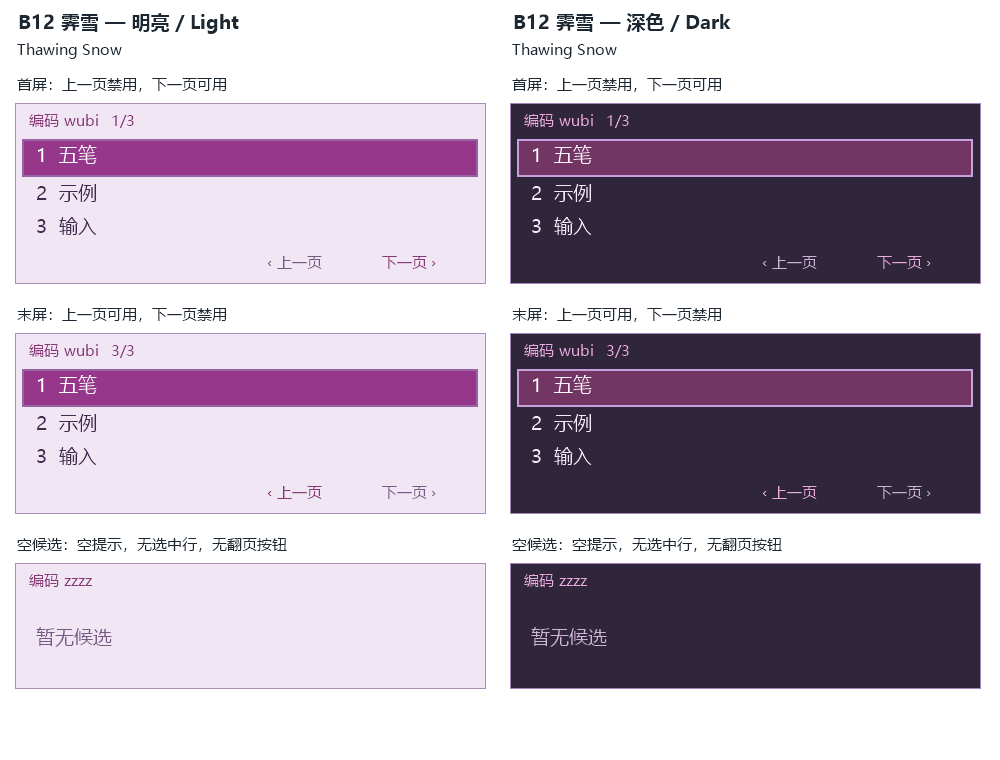 B12 霁雪 — 明亮 / Light
Thawing Snow
首屏：上一页禁用，下一页可用
编码 wubi 1/3
1 五笔
2 示例
3 输入
‹ 上一页 下一页 ›
末屏：上一页可用，下一页禁用
编码 wubi 3/3
1 五笔
2 示例
3 输入
‹ 上一页 下一页 ›
空候选：空提示，无选中行，无翻页按钮
编码 zzzz
暂无候选
B12 霁雪 — 深色 / Dark
Thawing Snow
首屏：上一页禁用，下一页可用
编码 wubi 1/3
1 五笔
2 示例
3 输入
‹ 上一页 下一页 ›
末屏：上一页可用，下一页禁用
编码 wubi 3/3
1 五笔
2 示例
3 输入
‹ 上一页 下一页 ›
空候选：空提示，无选中行，无翻页按钮
编码 zzzz
暂无候选